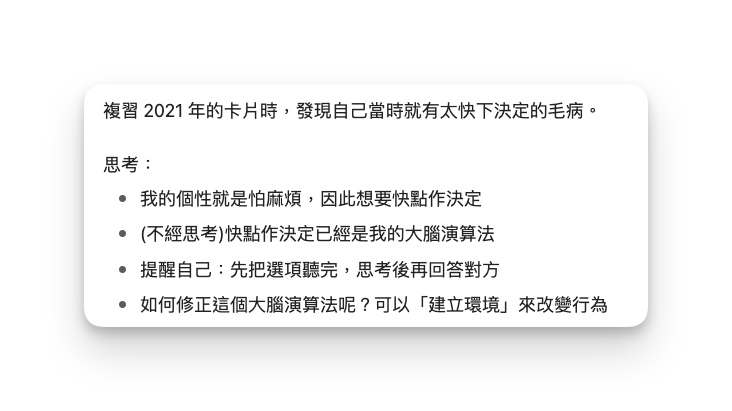 複習 2021 年的卡片時，發現自己當時就有太快下決定的毛病。
思考：
我的個性就是怕麻煩，因此想要快點作決定
(不經思考)快點作決定已經是我的大腦演算法
提醒自己：先把選項聽完，思考後再回答對方
如何修正這個大腦演算法呢？可以「建立環境」來改變行為